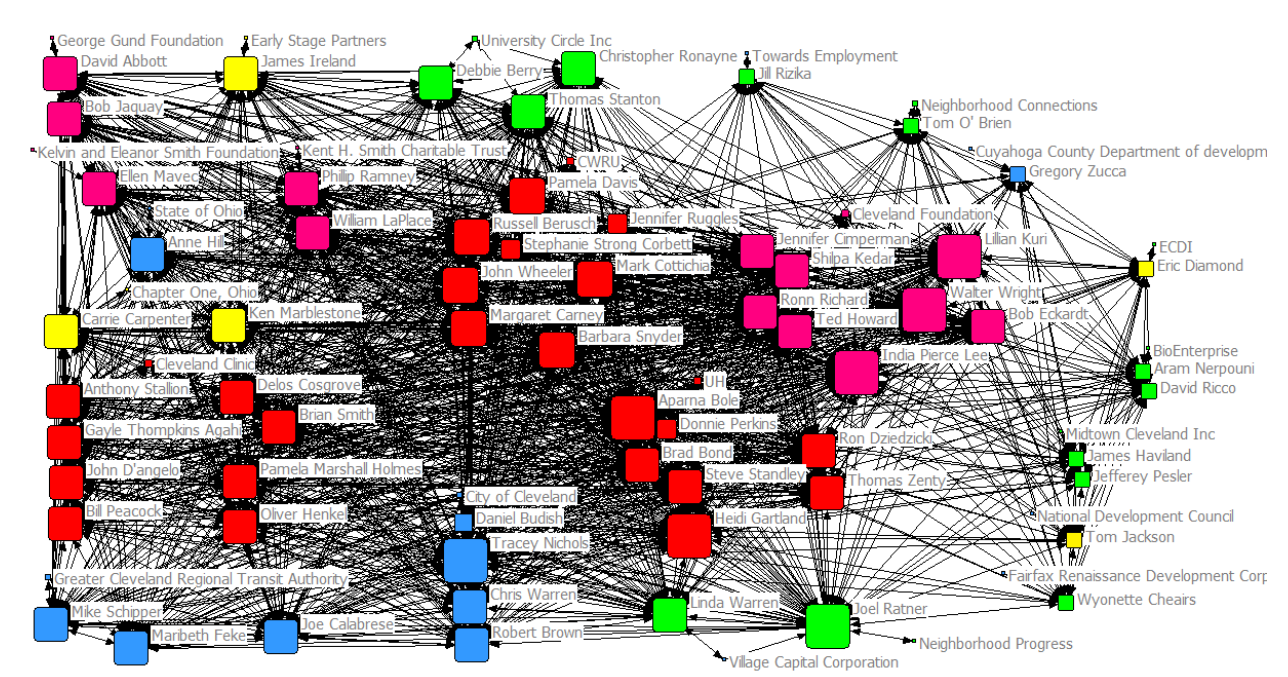 George Gund Foundation
Early Stage Partners
University Circle Inc
David Abbott
James Ireland
Debbie Berry
Christopher Ronayne
Towards Employment
Jill Rizika
Bob Jaquay
Thomas Stanton
Neighborhood Connections
Tom O' Brien
Kelvin and Eleanor Smith Foundation
Kent H. Smith Charitable Trust
CWRU
Cuyahoga County Department of developm
Gregory Zucca
Ellen Mavec
Phillip Ramney
Pamela Davis
State of Ohio
William LaPlace
Russell Berusch
Jennifer Ruggles
Cleveland Foundation
Anne Hill
Stephanie Strong Corbett
Jennifer Cimperman
Lillian Kuri
ECDI
John Wheeler
Mark Cottichia
Shilpa Kedar
Eric Diamond
Chapter One, Ohio
Ronn Richard
Walter Wright
Carrie Carpenter
Ken Marblestone
Margaret Carney
Ted Howard
Bob Eckardt
Barbara Snyder
BioEnterprise
Cleveland Clinic
India Pierce Lee
Aram Nerpouni
Anthony Stallion
Delos Cosgrove
UH
David Ricco
Brian Smith
Aparna Bole
Gayle Thompkins Agah
Donnie Perkins
Ron Dziedzicki
Midtown Cleveland Inc
John D'angelo
Pamela Marshall Holmes
Brad Bond
James Haviland
Steve Standley
Thomas Zenty
Jefferey Pesler
City of Cleveland
Bill Peacock
Oliver Henkel
Daniel Budish
Heidi Gartland
National Development Council
Tracey Nichols
Tom Jackson
Greater Cleveland Regional Transit Authority
Chris Warren
Fairfax Renaissance Development Corp
Mike Schipper
Linda Warren
Joel Ratner
Wyonette Cheairs
Maribeth Feke
Joe Calabrese
Robert Brown
Neighborhood Progress
Village Capital Corporation